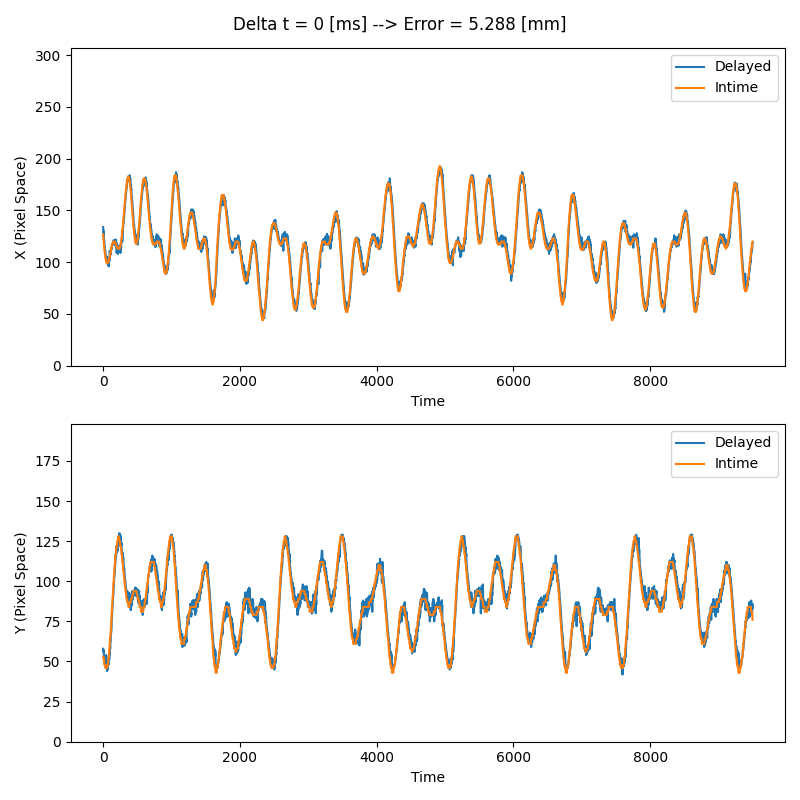 Delta t = 0 [ms] --> Error = 5.288 [mm]
300
250
200
150
100
50
0
X (Pixel Space)
Delayed
Intime
0
2000
4000
6000
8000
Time
175
150
125
100
75
50
25
0
Y (Pixel Space)
Delayed
Intime
0
2000
4000
6000
8000
Time